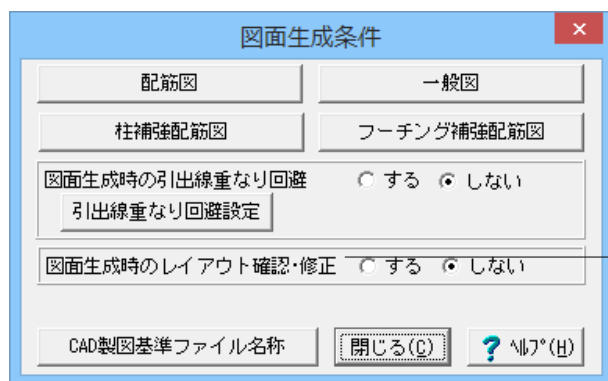 図面生成条件
配筋図 一般図
柱補強配筋図 フーチング補強配筋図
図面生成時の引出線重なり回避 する しない
引出線重なり回避設定
図面生成時のレイアウト確認・修正 する しない
CAD製図基準ファイル名称 閉じる(C) ? ヘルプ(H)